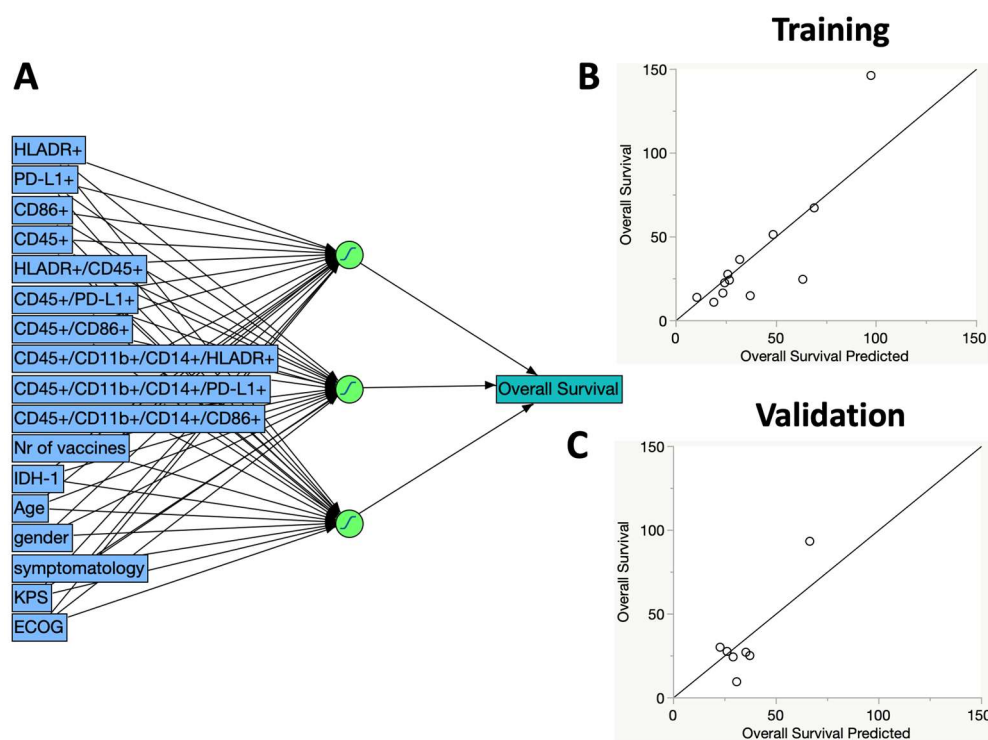 A
HLADR+
PD-L1+
CD86+
CD45+
HLADR+/CD45+
CD45+/PD-L1+
CD45+/CD86+
CD45+/CD11b+/CD14+/HLADR+
CD45+/CD11b+/CD14+/PD-L1+
CD45+/CD11b+/CD14+/CD86+
Nr of vaccines
IDH-1
Age
gender
symptomatology
KPS
ECOG
Overall Survival
Training
B
150
100
50
0
Overall Survival
0 50 100 150
Overall Survival Predicted
Validation
C
150
100
50
0
Overall Survival
0 50 100 150
Overall Survival Predicted